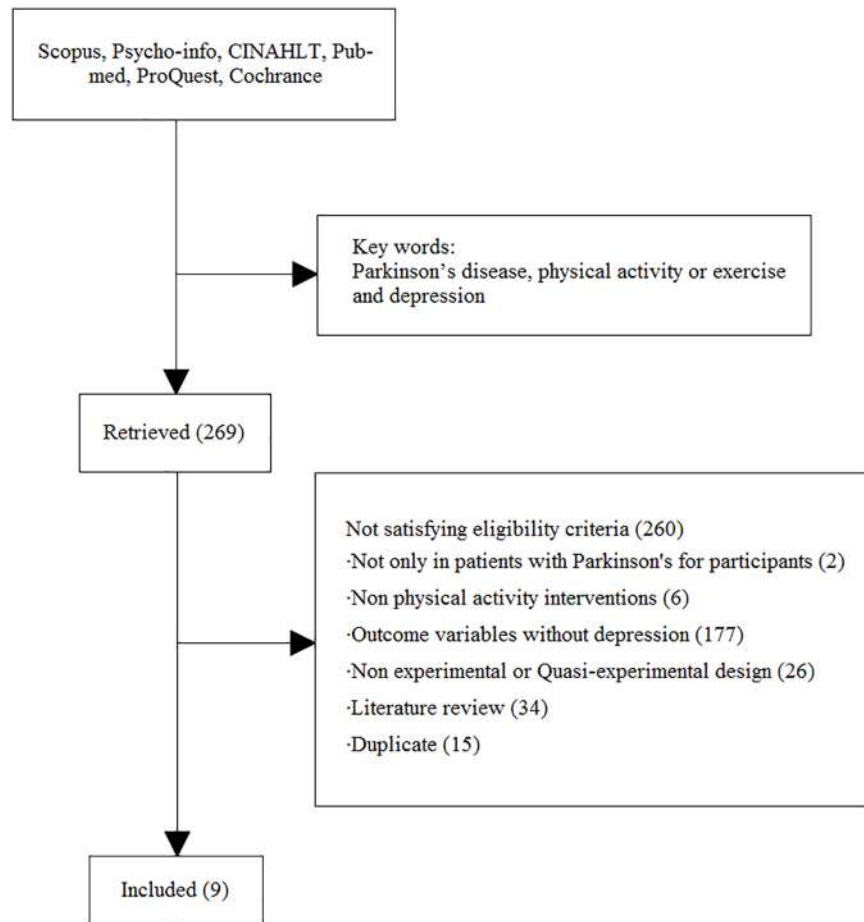 Scopus, Psycho-info, CINAHLT, Pub-
med, ProQuest, Cochrance
Key words:
Parkinson's disease, physical activity or exercise
and depression
Retrieved (269)
Not satisfying eligibility criteria (260)
·Not only in patients with Parkinson's for participants (2)
·Non physical activity interventions (6)
·Outcome variables without depression (177)
·Non experimental or Quasi-experimental design (26)
·Literature review (34)
·Duplicate (15)
Included (9)